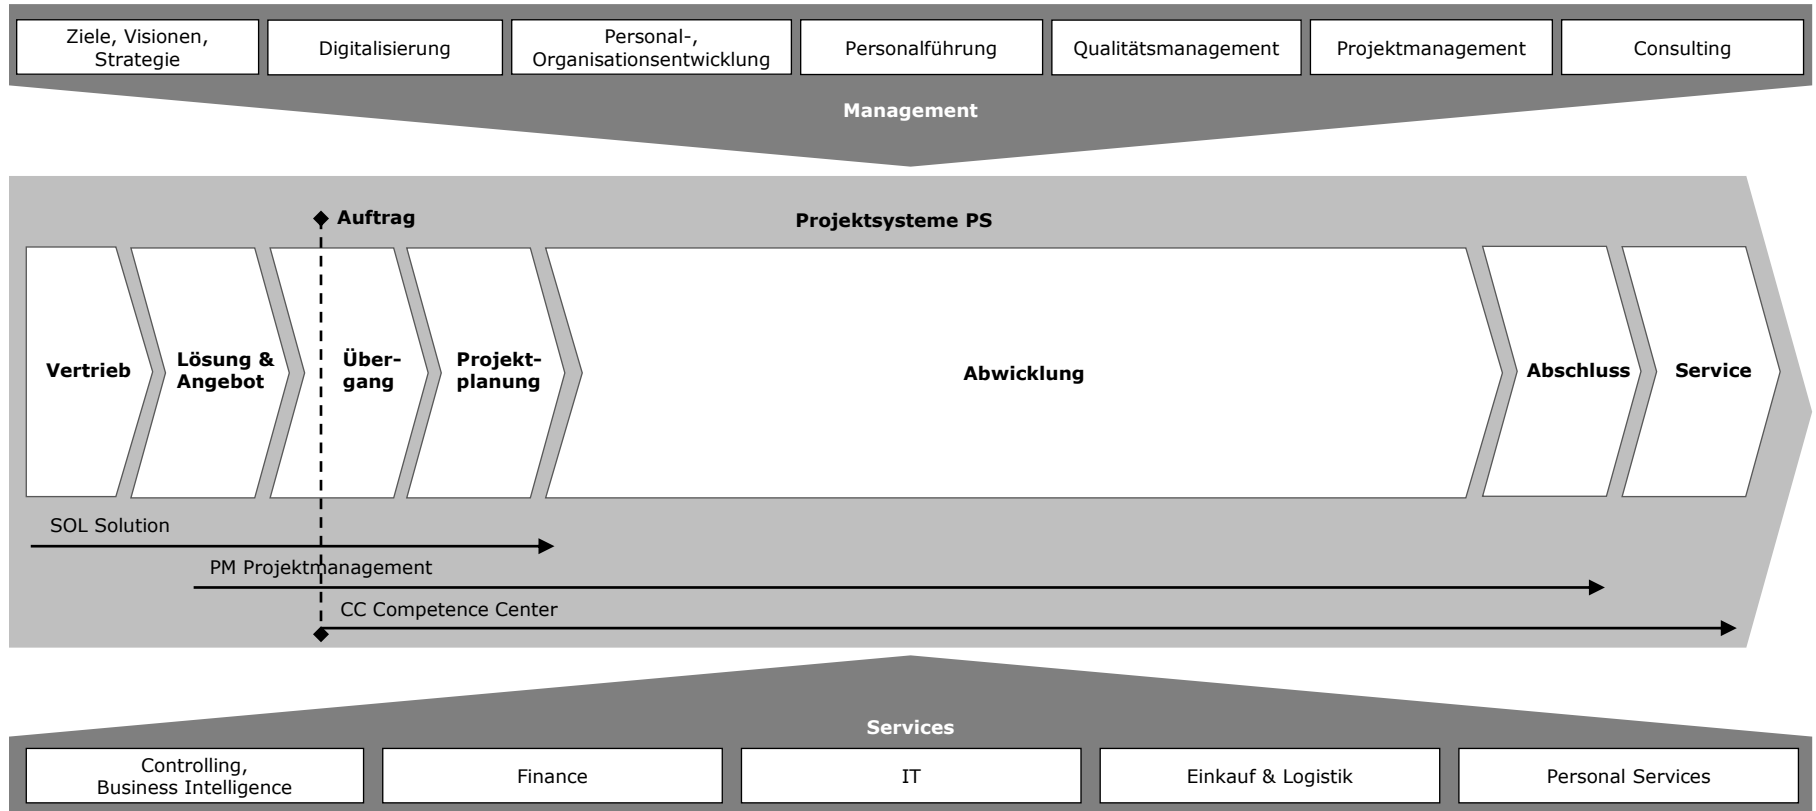 Ziele, Visionen,
Strategie
Digitalisierung
Personal-,
Organisationsentwicklung
Personalführung
Qualitätsmanagement
Projektmanagement
Consulting
Management
Auftrag
Projektsysteme PS
Vertrieb
Lösung &
Angebot
Über-
gang
Projekt-
planung
Abwicklung
Abschluss
Service
SOL Solution
PM Projektmanagement
CC Competence Center
Services
Controlling,
Business Intelligence
Finance
IT
Einkauf & Logistik
Personal Services